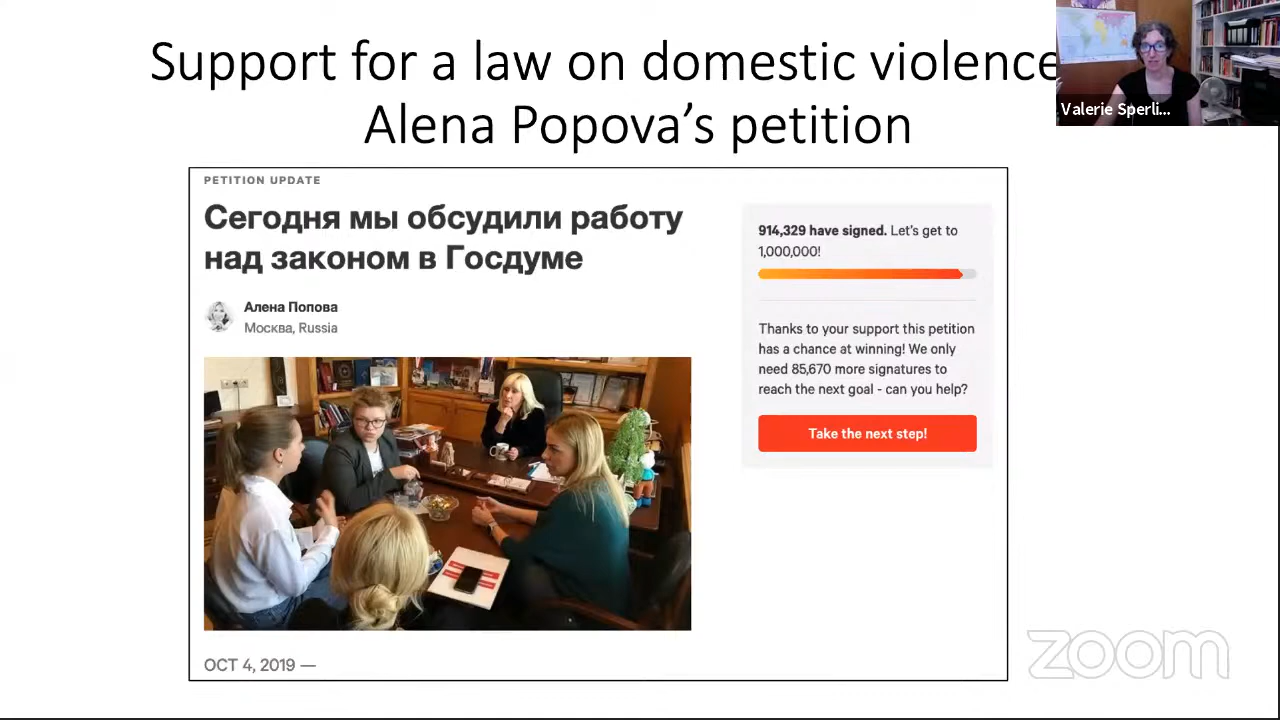 Support for a law on domestic violence
Alena Popova’s petition
Valerie Sperli...
PETITION UPDATE
Сегодня мы обсудили работу
над законом в Госдуме
Алена Попова
Москва, Russia
914,329 have signed. Let’s get to
1,000,000!
Thanks to your support this petition
has a chance at winning! We only
need 85,670 more signatures to
reach the next goal - can you help?
Take the next step!
OCT 4, 2019 —
zoom